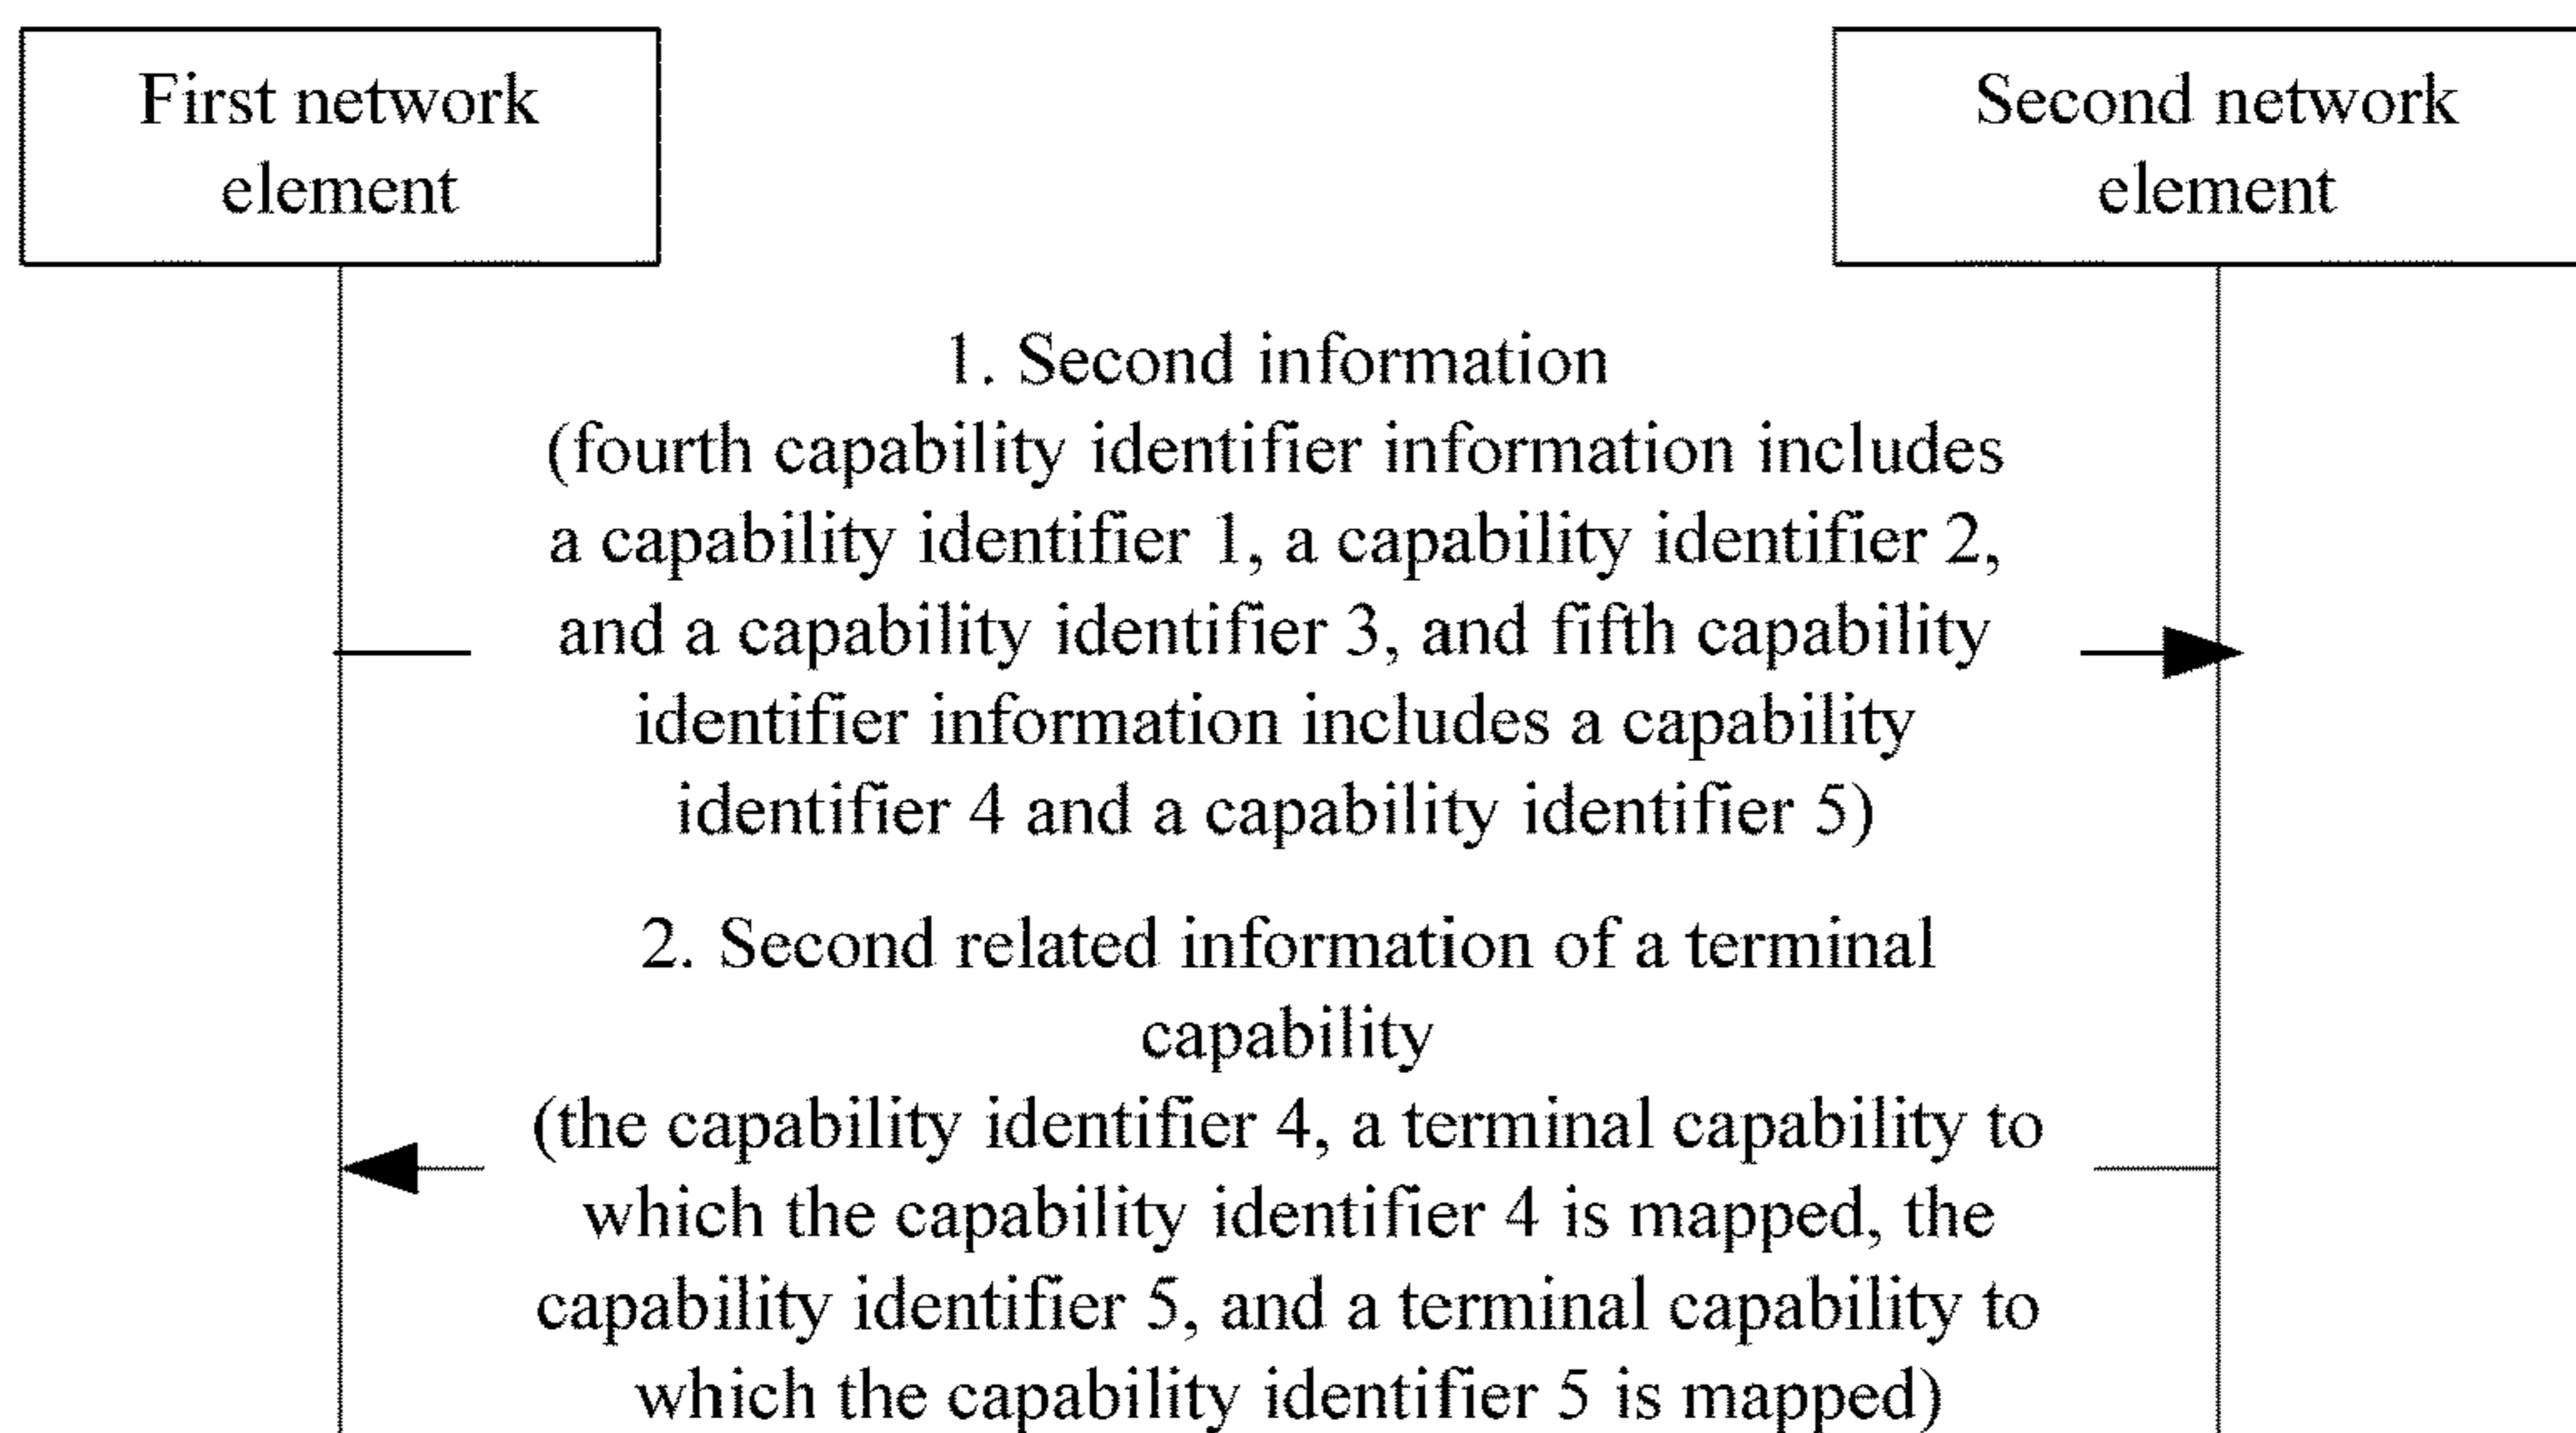 First network
element
Second network
element
1. Second information
(fourth capability identifier information includes
a capability identifier 1, a capability identifier 2,
and a capability identifier 3, and fifth capability
identifier information includes a capability
identifier 4 and a capability identifier 5)
2. Second related information of a terminal
capability
(the capability identifier 4, a terminal capability to
which the capability identifier 4 is mapped, the
capability identifier 5, and a terminal capability to
which the capability identifier 5 is mapped)